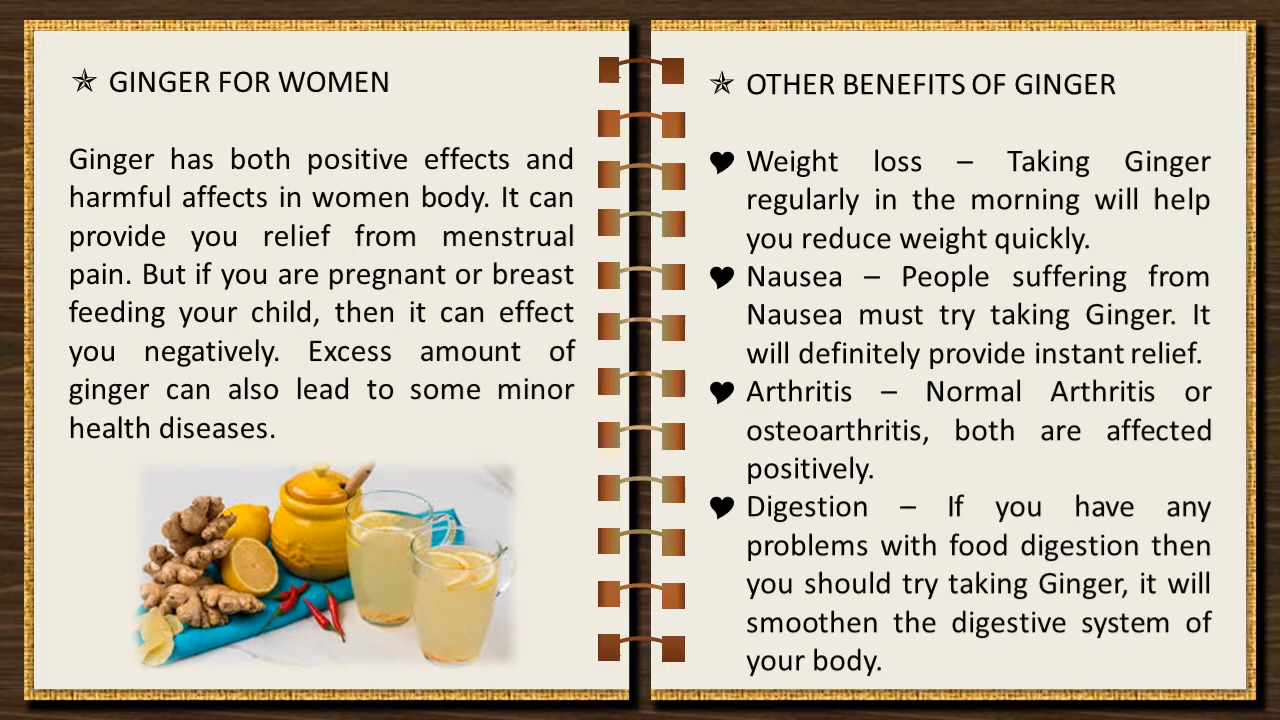 ✯ GINGER FOR WOMEN
Ginger has both positive effects and
harmful affects in women body. It can
provide you relief from menstrual
pain. But if you are pregnant or breast
feeding your child, then it can effect
you negatively. Excess amount of
ginger can also lead to some minor
health diseases.
✯ OTHER BENEFITS OF GINGER
Weight loss – Taking Ginger
regularly in the morning will help
you reduce weight quickly.
Nausea – People suffering from
Nausea must try taking Ginger. It
will definitely provide instant relief.
Arthritis – Normal Arthritis or
osteoarthritis, both are affected
positively.
Digestion – If you have any
problems with food digestion then
you should try taking Ginger, it will
smoothen the digestive system of
your body.